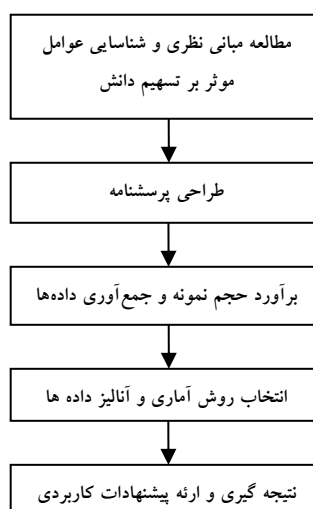 مطالعه مبانی نظری و شناسایی عوامل
موثر بر تسهیم دانش
طراحی پرسشنامه
برآورد حجم نمونه و جمع‌آوری داده‌ها
انتخاب روش آماری و آنالیز داده ها
نتیجه گیری و ارئه پیشنهادات کاربردی